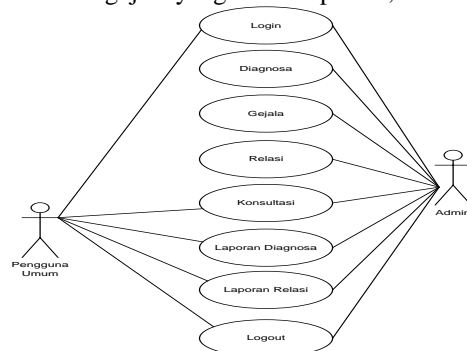 Login
Diagnosa
Gejala
Relasi
Konsultasi
Laporan Diagnosa
Laporan Relasi
Logout
Pengguna
Umum
Admin